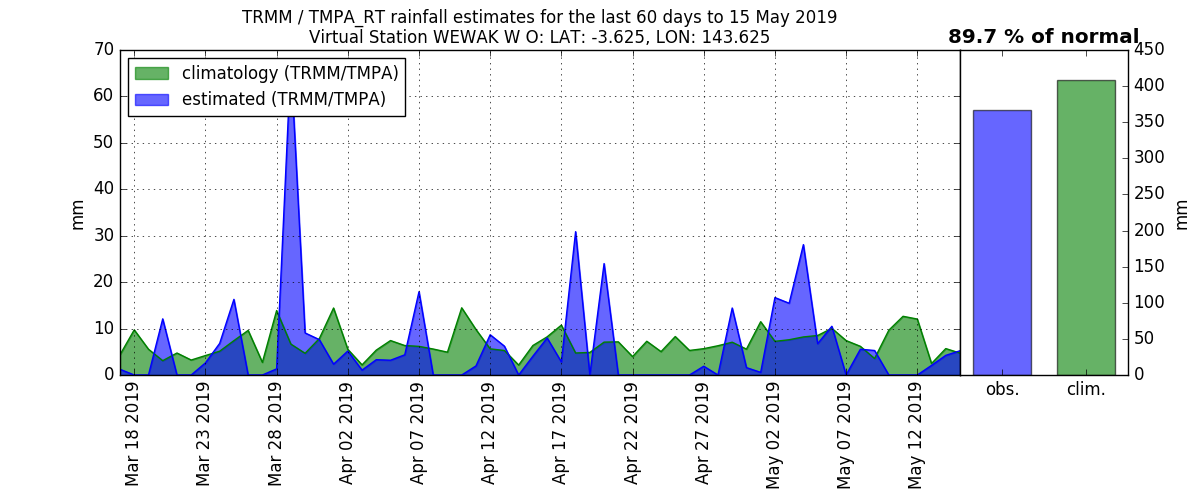 TRMM / TMPA_RT rainfall estimates for the last 60 days to 15 May 2019
Virtual Station WEWAK W O: LAT: -3.625, LON: 143.625
89.7 % of normal
climatology (TRMM/TMPA)
estimated (TRMM/TMPA)
70
60
50
40
30
20
10
0
mm
Mar 18 2019
Mar 23 2019
Mar 28 2019
Apr 02 2019
Apr 07 2019
Apr 12 2019
Apr 17 2019
Apr 22 2019
Apr 27 2019
May 02 2019
May 07 2019
May 12 2019
obs.
clim.
450
400
350
300
250
200
150
100
50
0
mm